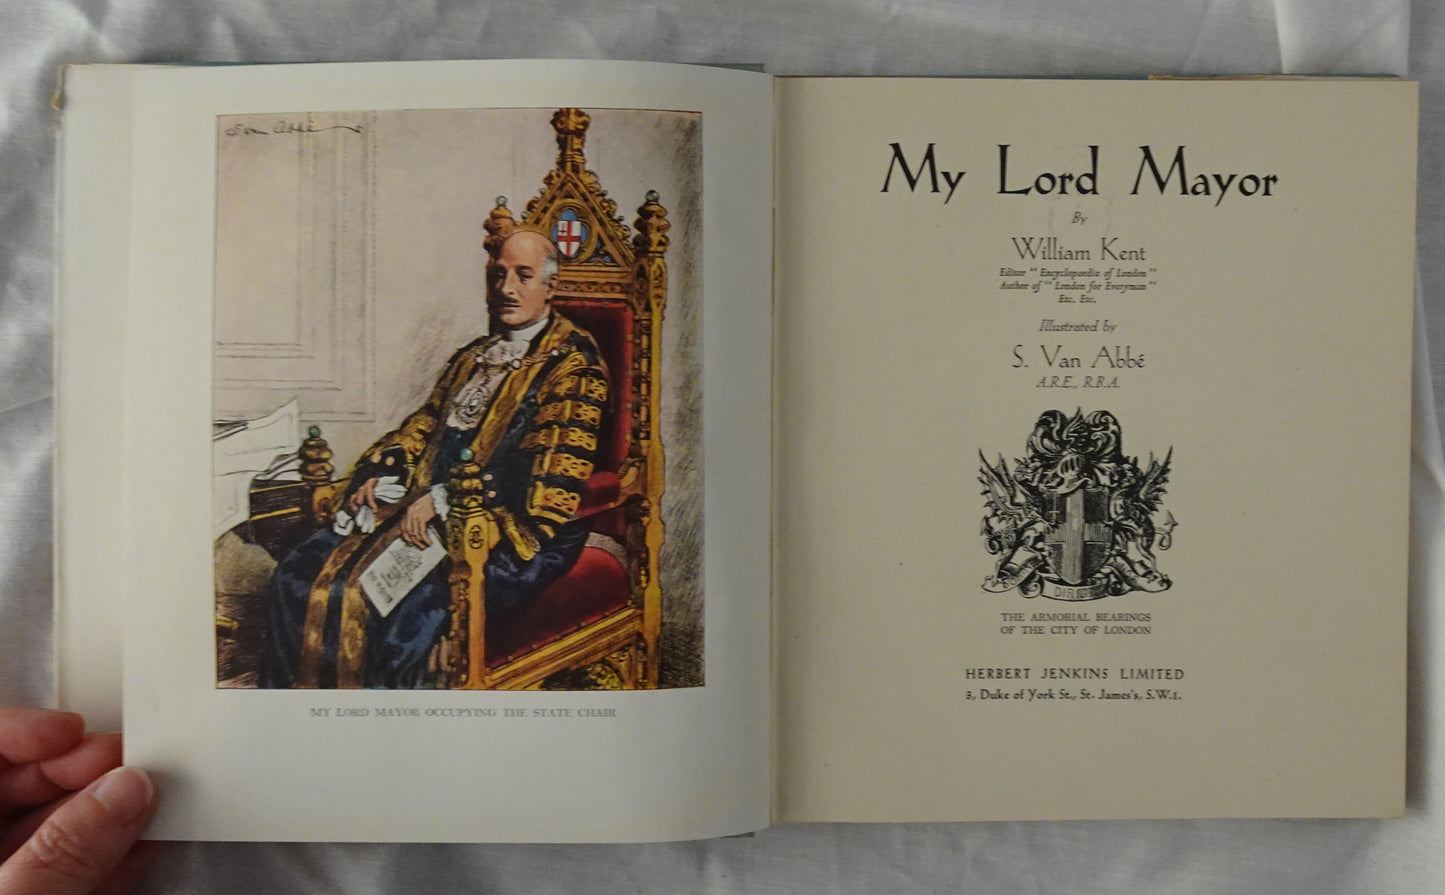 S. van Abbé
MY LORD MAYOR OCCUPYING THE STATE CHAIR
My Lord Mayor
By
William Kent
Editor "Encyclopaedia of London"
Author of "London for Everyman"
Etc. Etc.
Illustrated by
S. Van Abbé
A.R.E., R.B.A.
THE ARMORIAL BEARINGS
OF THE CITY OF LONDON
HERBERT JENKINS LIMITED
3, Duke of York St., St. James's, S.W.1.